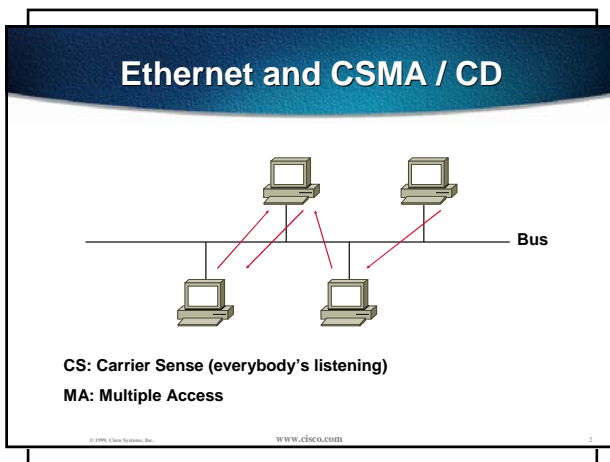 Ethernet and CSMA / CD
Bus
CS: Carrier Sense (everybody's listening)
MA: Multiple Access
© 1999, Cisco Systems, Inc. www.cisco.com 2